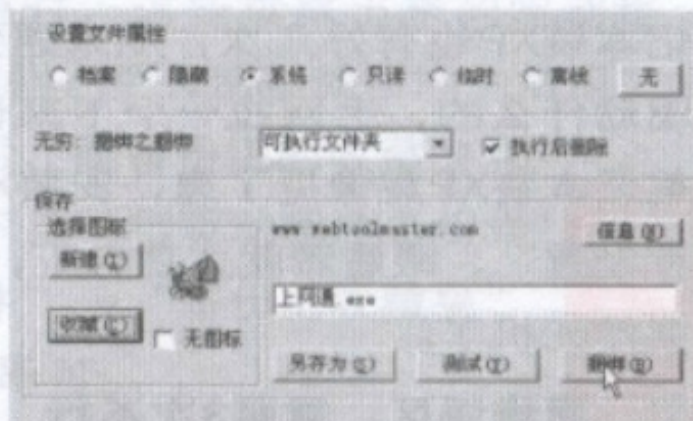 设置文件属性
档案 隐藏 系统 只读 临时 离线 无
无穷: 捆绑之捆绑 可执行文件夹 执行后删除
保存
选择图标
www webtoolmaster.com 信息(M)
新建(I)
上网通.exe
收藏(C)
无图标
另存为(S) 测试(T) 捆绑(B)